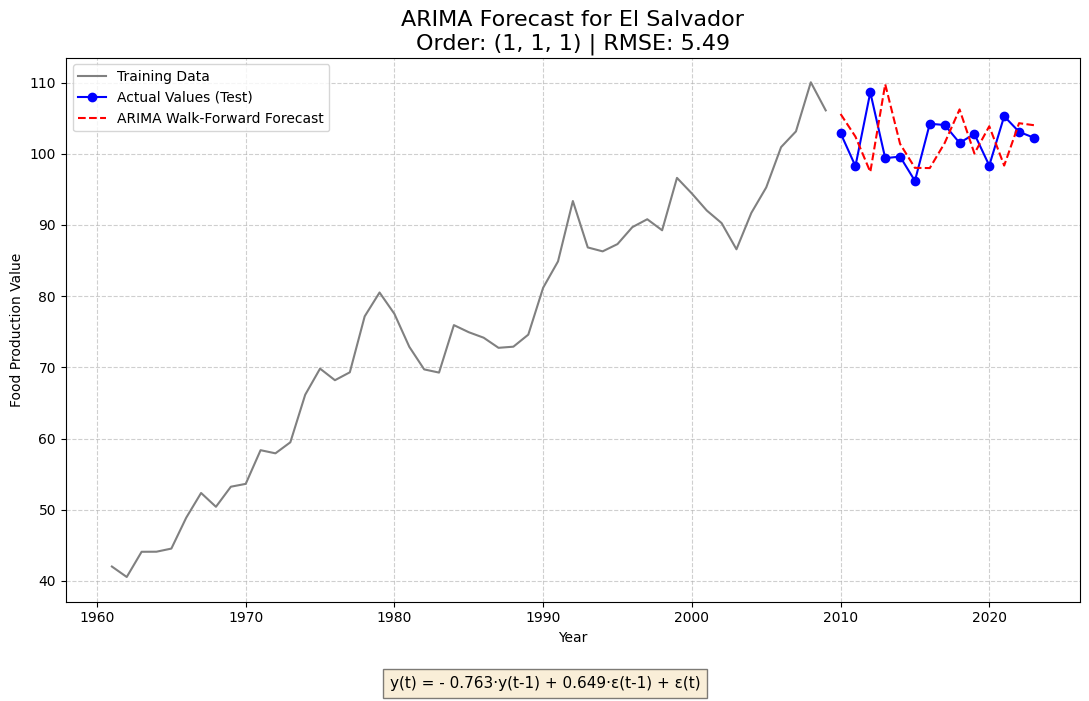 ARIMA Forecast for El Salvador
Order: (1, 1, 1) | RMSE: 5.49
Training Data
Actual Values (Test)
ARIMA Walk-Forward Forecast
Food Production Value
110
100
90
80
70
60
50
40
1960
1970
1980
1990
2000
2010
2020
Year
y(t) = - 0.763·y(t-1) + 0.649·ε(t-1) + ε(t)